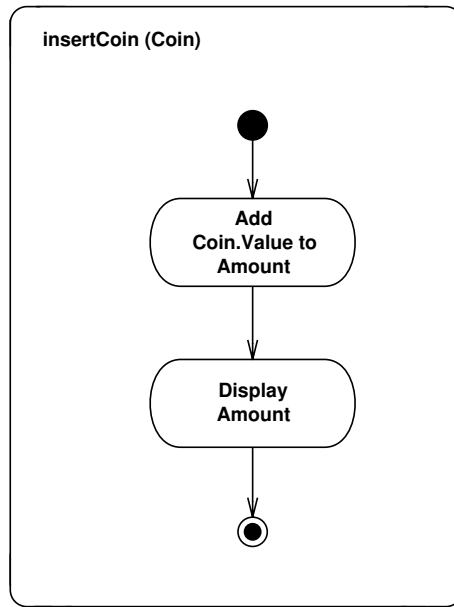 insertCoin (Coin)
Add
Coin.Value to
Amount
Display
Amount